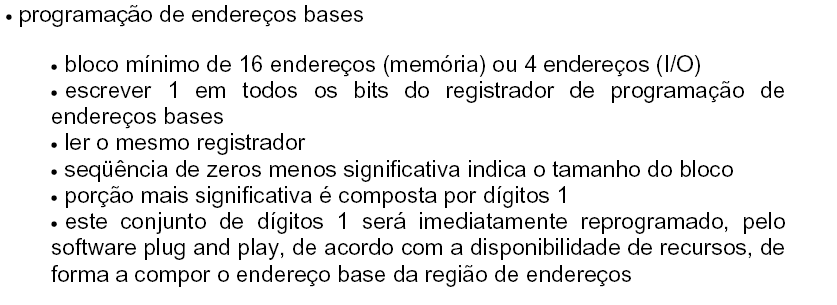 • programação de endereços bases
• bloco mínimo de 16 endereços (memória) ou 4 endereços (I/O)
• escrever 1 em todos os bits do registrador de programação de
endereços bases
• ler o mesmo registrador
• seqüência de zeros menos significativa indica o tamanho do bloco
• porção mais significativa é composta por dígitos 1
• este conjunto de dígitos 1 será imediatamente reprogramado, pelo
software plug and play, de acordo com a disponibilidade de recursos, de
forma a compor o endereço base da região de endereços